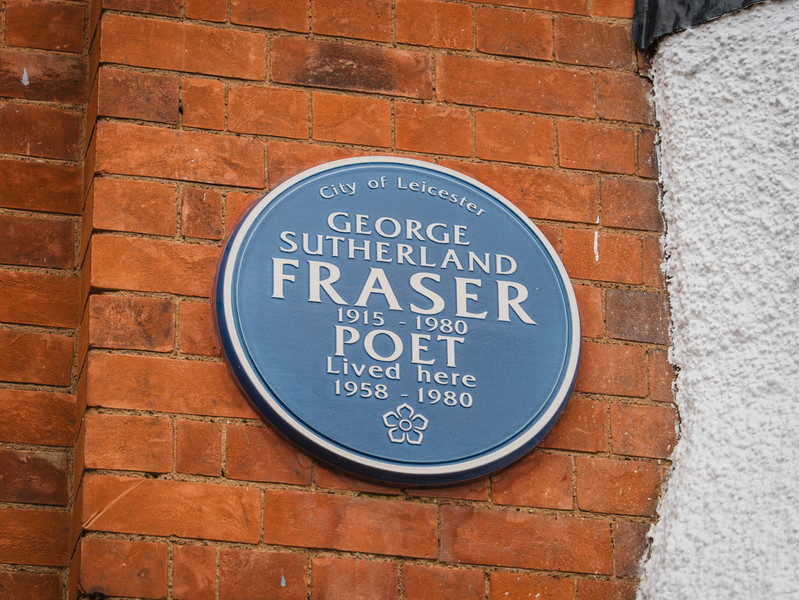 City of Leicester
GEORGE
SUTHERLAND
FRASER
1915 - 1980
POET
Lived here
1958 - 1980